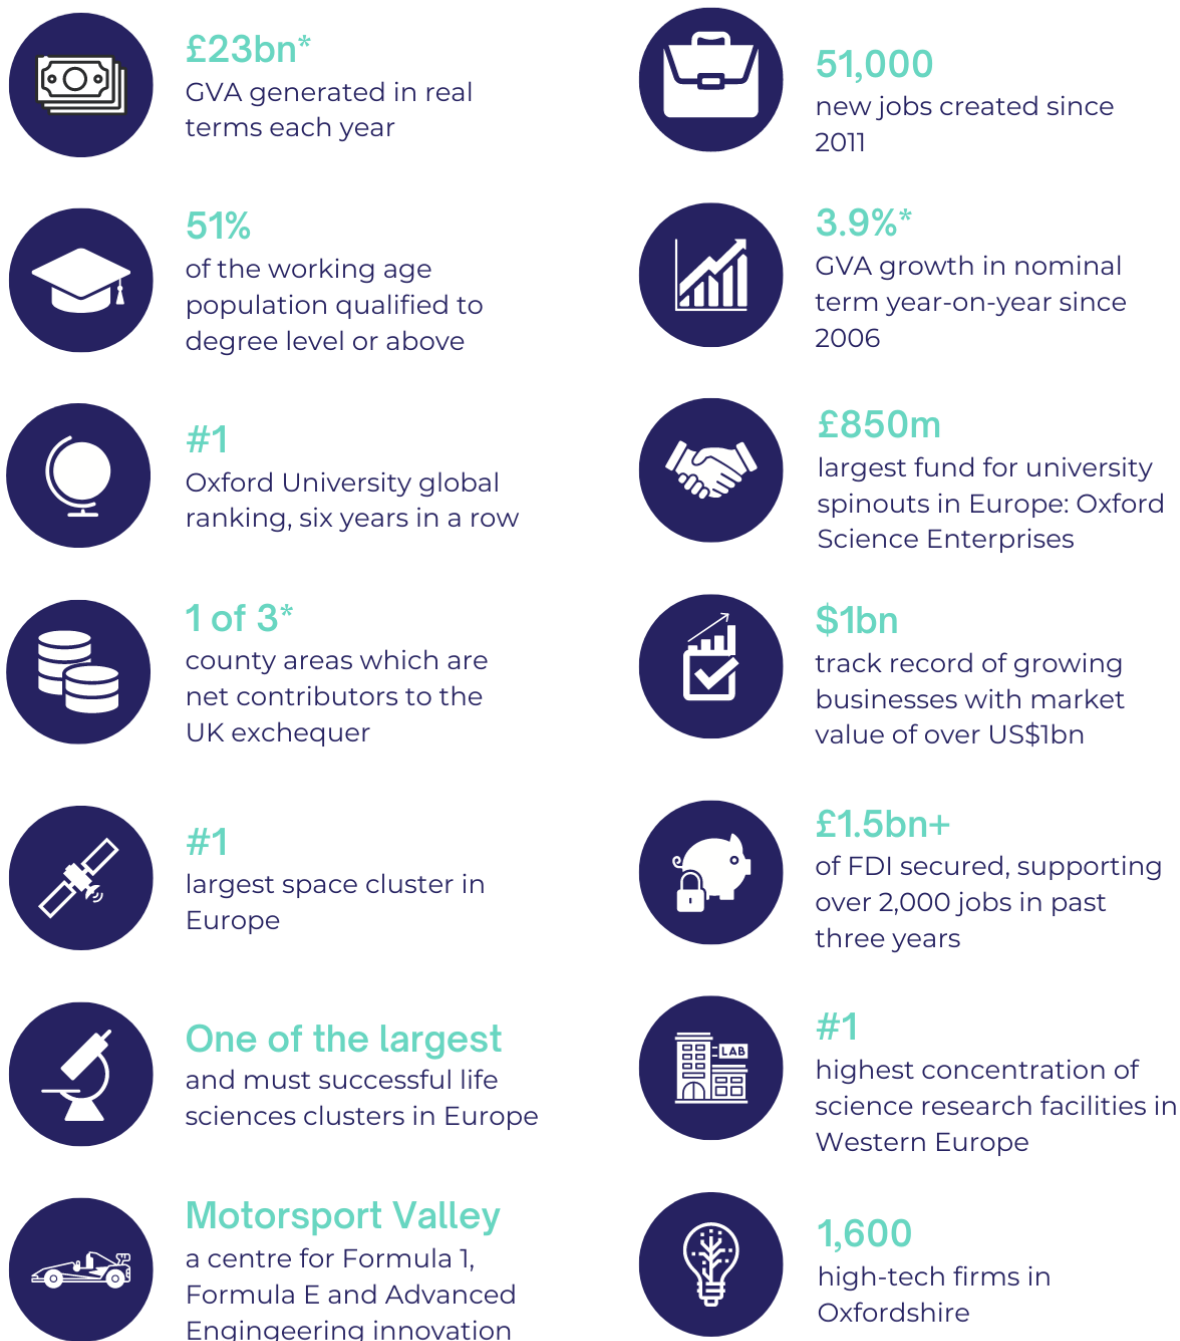 £23bn*
GVA generated in real
terms each year
51,000
new jobs created since
2011
51%
of the working age
population qualified to
degree level or above
3.9%*
GVA growth in nominal
term year-on-year since
2006
#1
Oxford University global
ranking, six years in a row
£850m
largest fund for university
spinouts in Europe: Oxford
Science Enterprises
1 of 3*
county areas which are
net contributors to the
UK exchequer
$1bn
track record of growing
businesses with market
value of over US$1bn
#1
largest space cluster in
Europe
£1.5bn+
of FDI secured, supporting
over 2,000 jobs in past
three years
One of the largest
and must successful life
sciences clusters in Europe
LAB
#1
highest concentration of
science research facilities in
Western Europe
Motorsport Valley
a centre for Formula 1,
Formula E and Advanced
Engingeering innovation
1,600
high-tech firms in
Oxfordshire